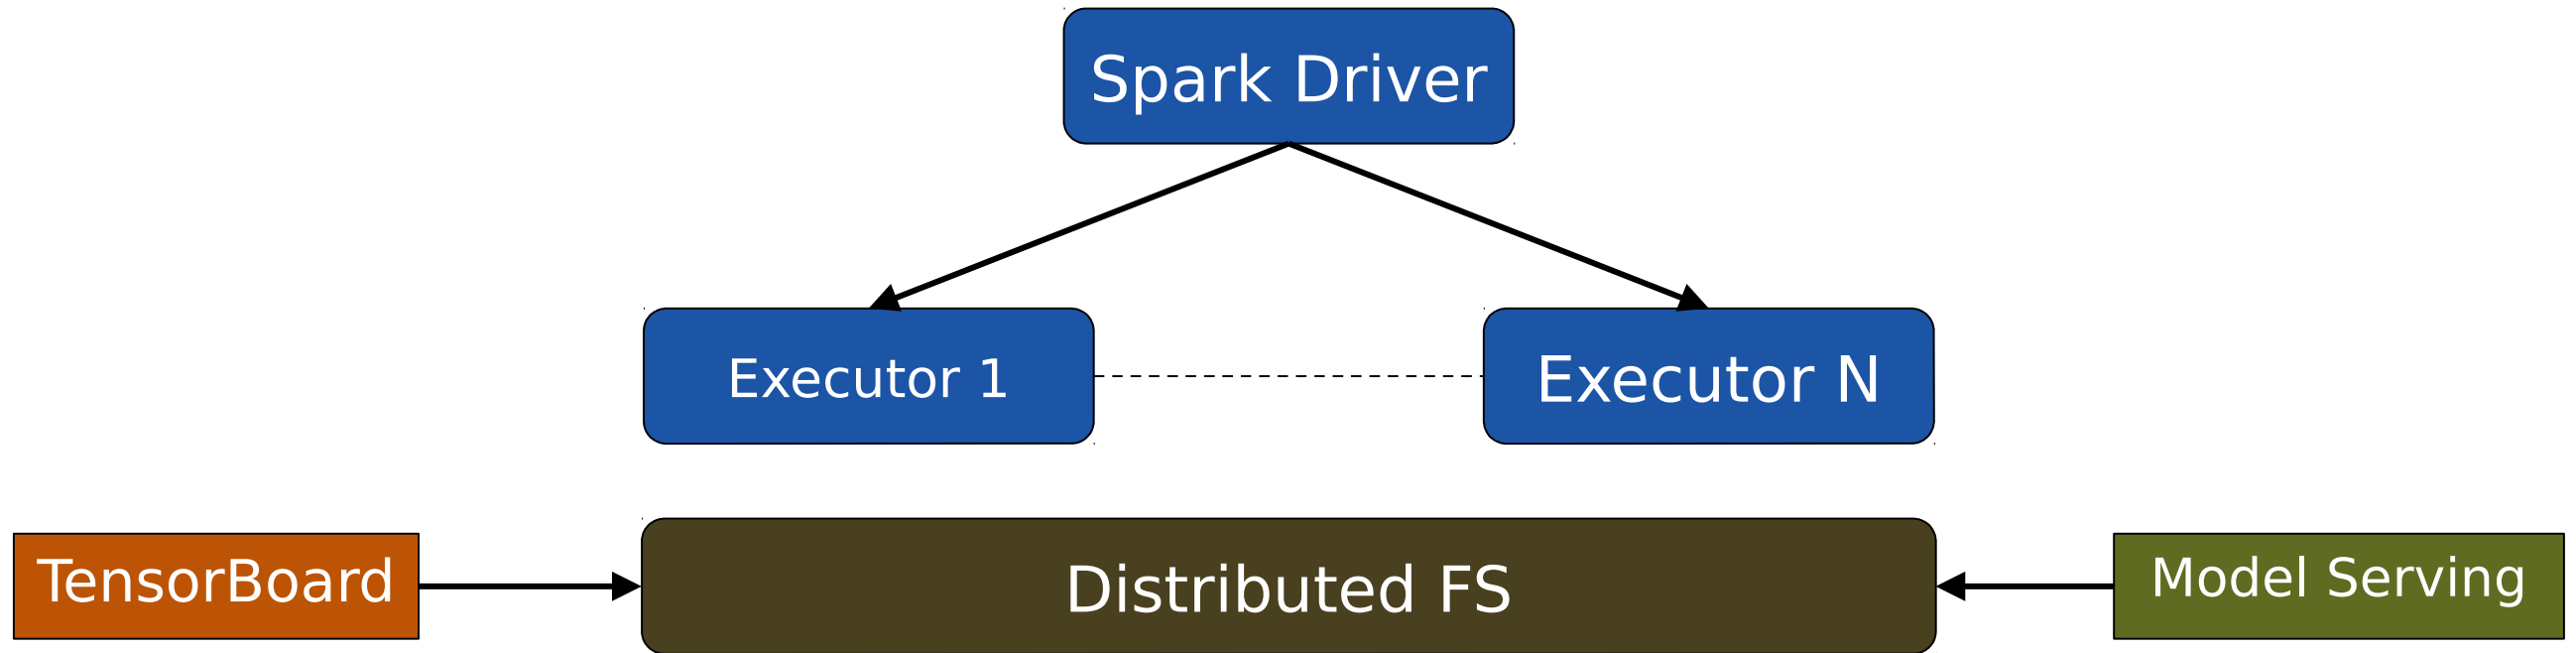 Spark Driver
Executor 1
Executor N
TensorBoard
Distributed FS
Model Serving